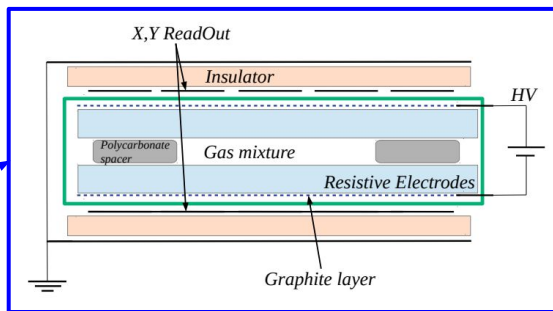 X,Y ReadOut
Insulator
HV
Polycarbonate
spacer
Gas mixture
Resistive Electrodes
Graphite layer